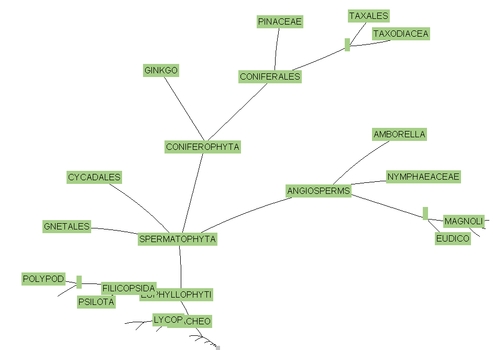 TAXALES
PINACEAE
TAXODIACEA
GINKGO
CONIFERALES
AMBORELLA
CONIFEROPHYTA
CYCADALES
NYMPHAEACEAE
ANGIOSPERMS
MAGNOLI
GNETALES
SPERMATOPHYTA
EUDICO
POLYPOD
FILICOPSIDA
EUPHYLLOPHYTI
PSILOTA
LYCOP
CHEO